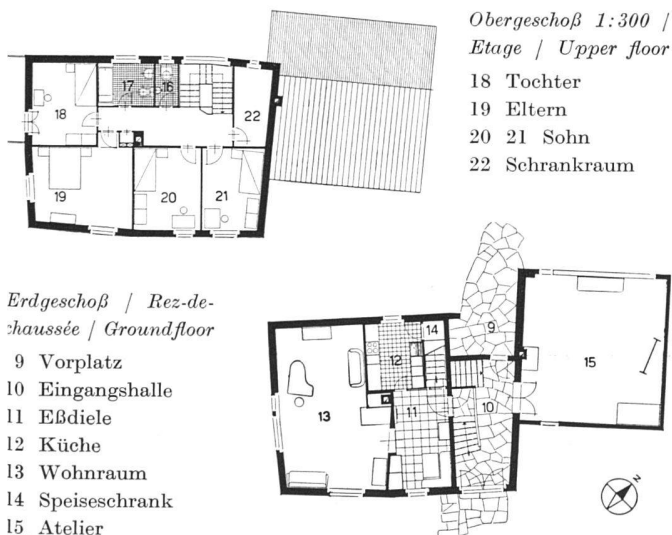 Obergeschoß 1:300 /
Etage / Upper floor
18 Tochter
19 Eltern
20 21 Sohn
22 Schrankraum
17
16
18
22
19
20
21
Erdgeschoß / Rez-de-
chaussée / Groundfloor
9 Vorplatz
10 Eingangshalle
11 Eßdiele
12 Küche
13 Wohnraum
14 Speiseschrank
15 Atelier
14
9
12
15
13
11
10
N